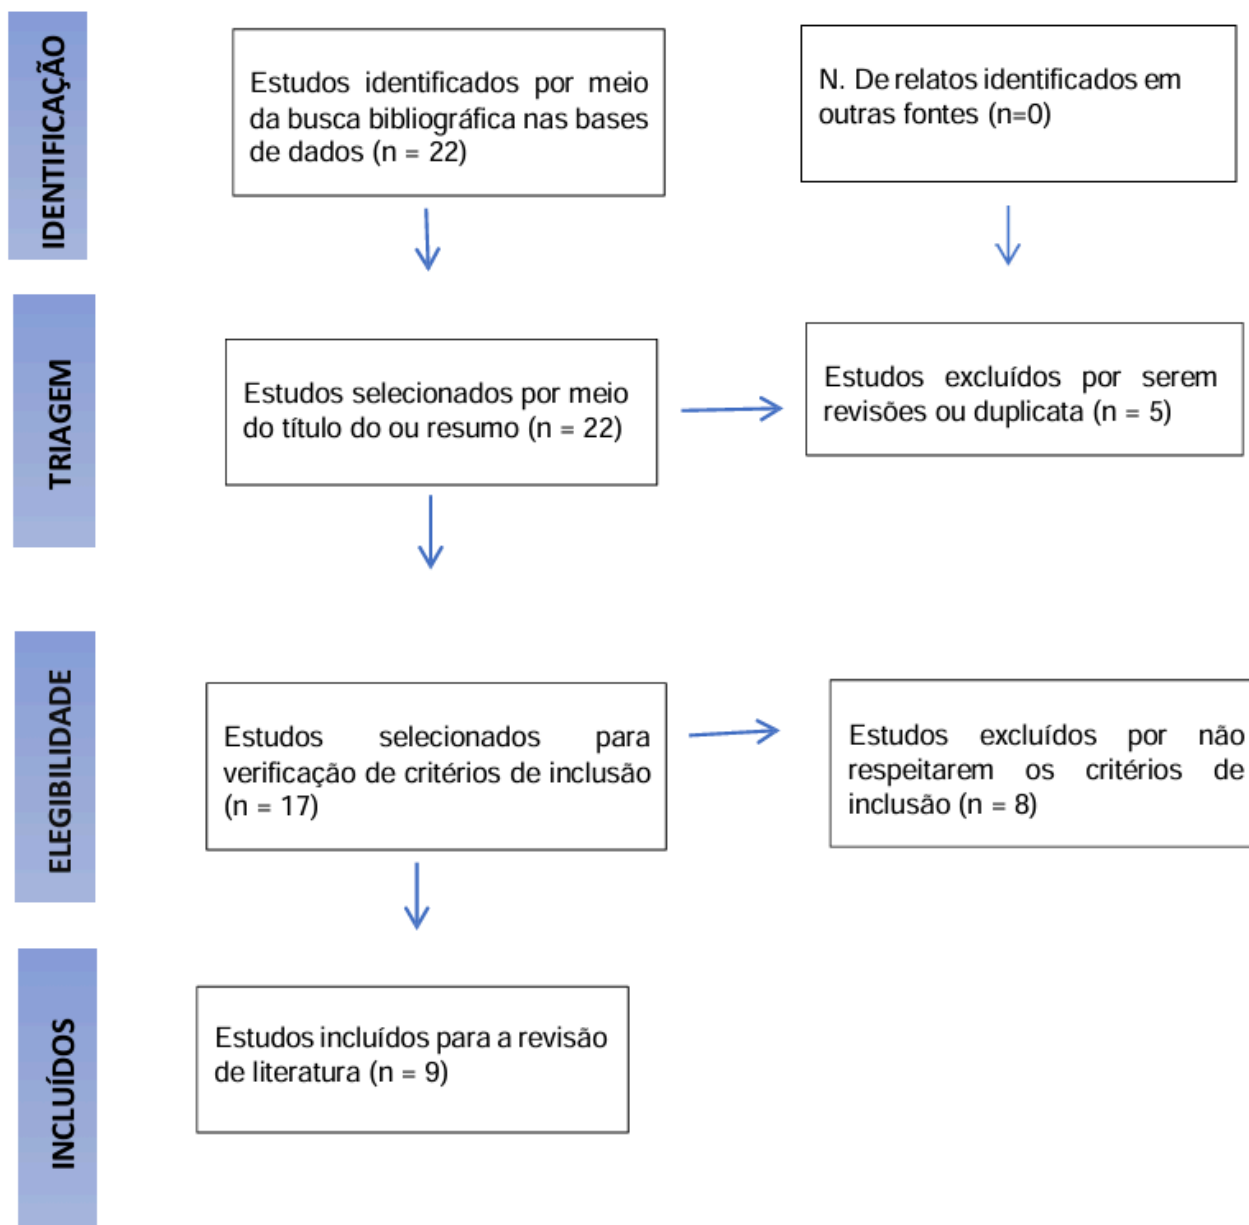 IDENTIFICAÇÃO
Estudos identificados por meio
da busca bibliográfica nas bases
de dados (n = 22)
N. De relatos identificados em
outras fontes (n=0)
TRIAGEM
Estudos selecionados por meio
do título do ou resumo (n = 22)
Estudos excluídos por serem
revisões ou duplicata (n = 5)
ELEGIBILIDADE
Estudos selecionados para
verificação de critérios de inclusão
(n = 17)
Estudos excluídos por não
respeitarem os critérios de
inclusão (n = 8)
INCLUÍDOS
Estudos incluídos para a revisão
de literatura (n = 9)